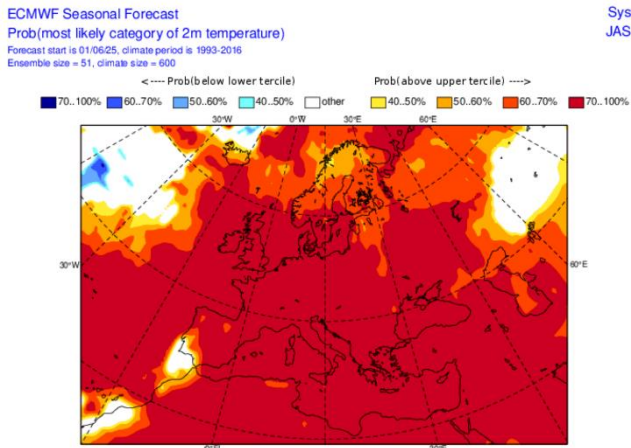 ECMWF Seasonal Forecast
Sys
Prob(most likely category of 2m temperature)
JAS
Forecast start is 01/06/25, climate period is 1993-2016
Ensemble size = 51, climate size = 600
<---- Prob(below lower tercile)
Prob(above upper tercile) ---->
70..100% 60..70% 50..60% 40..50% other 40..50% 50..60% 60..70% 70..100%
30°W 0°W 30°E 60°E
30°W
60°E